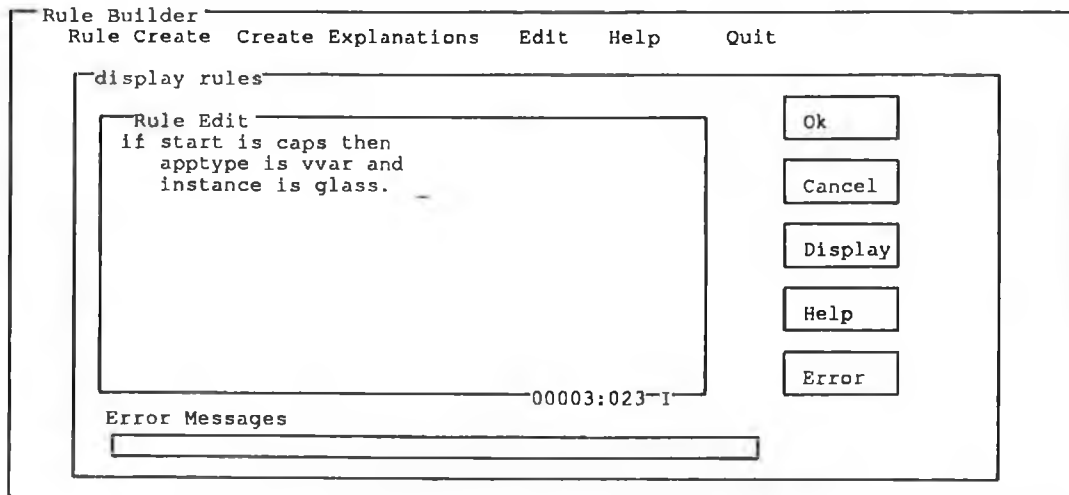 Rule Builder
Rule Create Create Explanations Edit Help Quit
display rules
Rule Edit
if start is caps then
apptype is vvar and
instance is glass.
00003:023 I
Error Messages
Ok
Cancel
Display
Help
Error